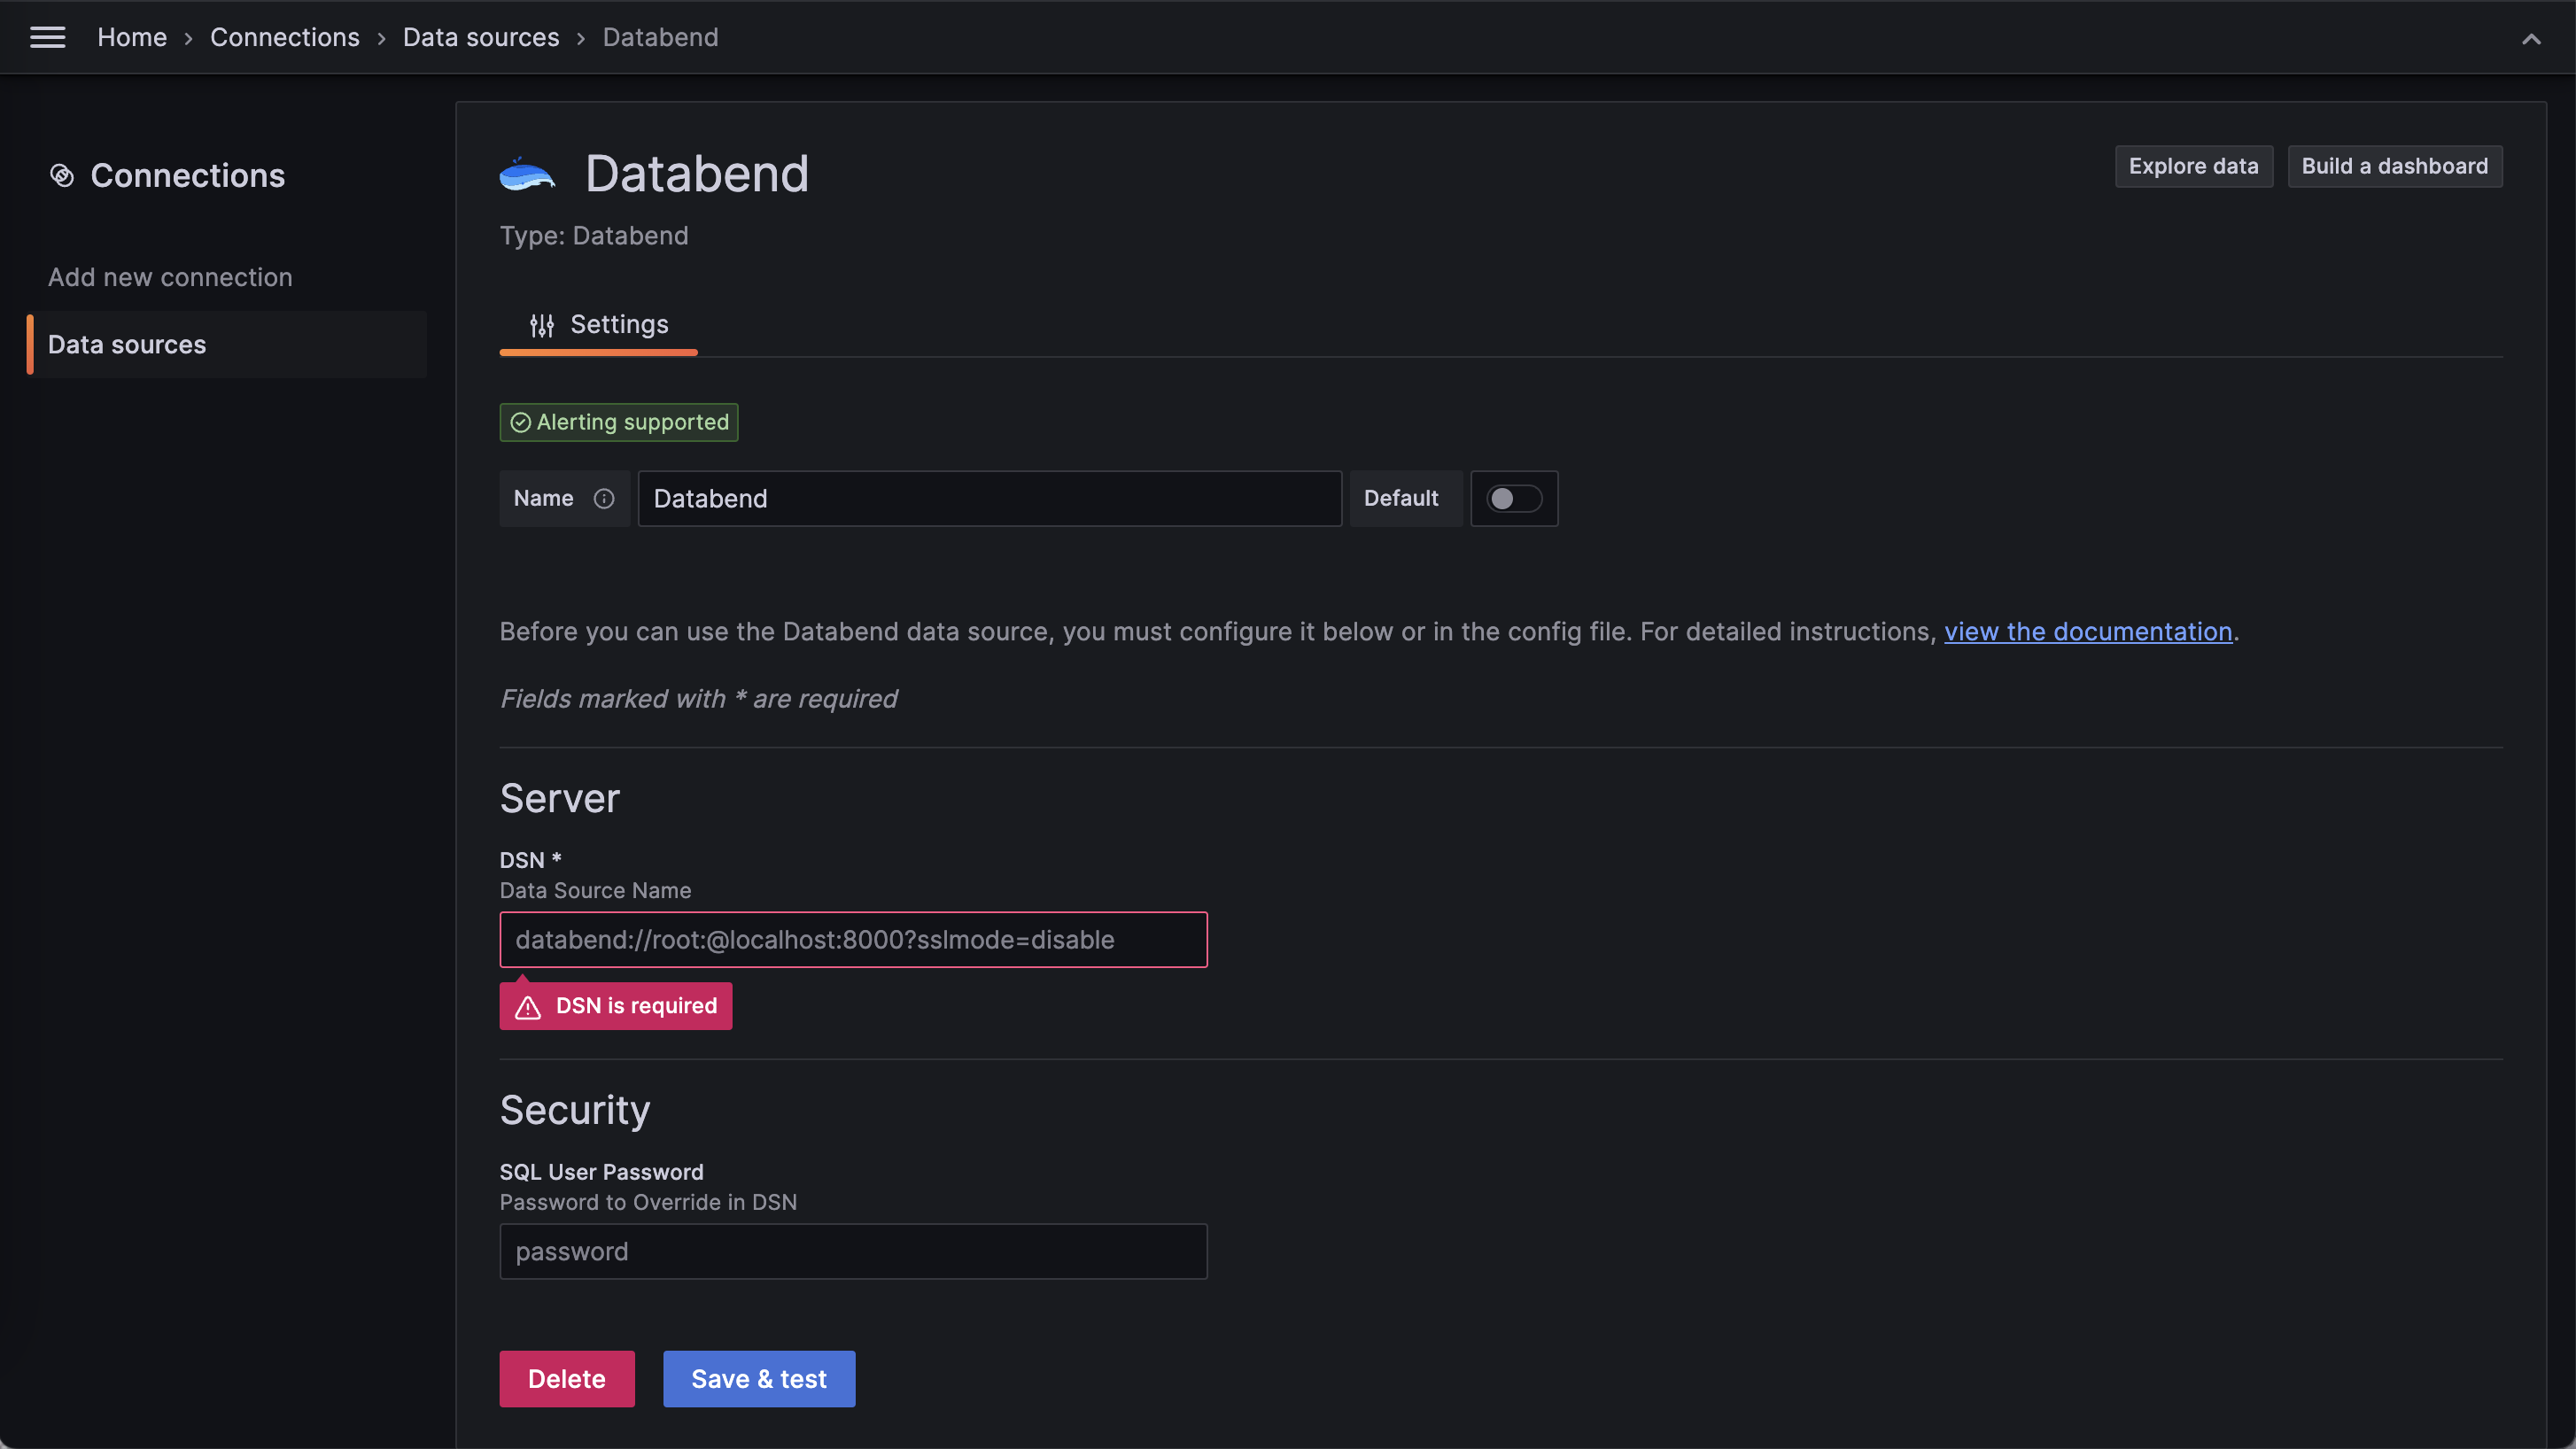 Home › Connections › Data sources › Databend
Connections
Add new connection
Data sources
Databend
Explore data
Build a dashboard
Type: Databend
Settings
Alerting supported
Name
Databend
Default
Before you can use the Databend data source, you must configure it below or in the config file. For detailed instructions, view the documentation.
Fields marked with * are required
Server
DSN *
Data Source Name
databend://root:@localhost:8000?sslmode=disable
DSN is required
Security
SQL User Password
Password to Override in DSN
password
Delete
Save & test